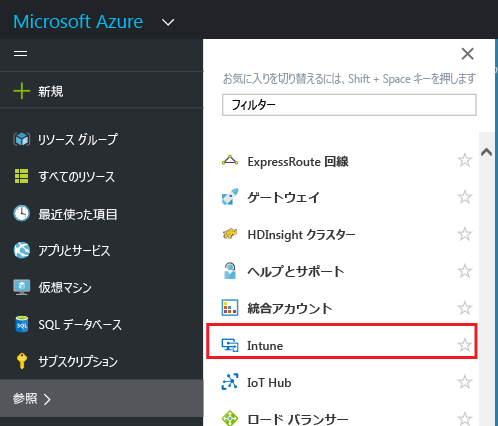 Microsoft Azure
新規
リソース グループ
すべてのリソース
最近使った項目
アプリとサービス
仮想マシン
SQL データベース
サブスクリプション
参照
お気に入りを切り替えるには、Shift + Space キーを押します
フィルター
ExpressRoute 回線
ゲートウェイ
HDInsight クラスター
ヘルプとサポート
統合アカウント
Intune
IoT Hub
ロード バランサー